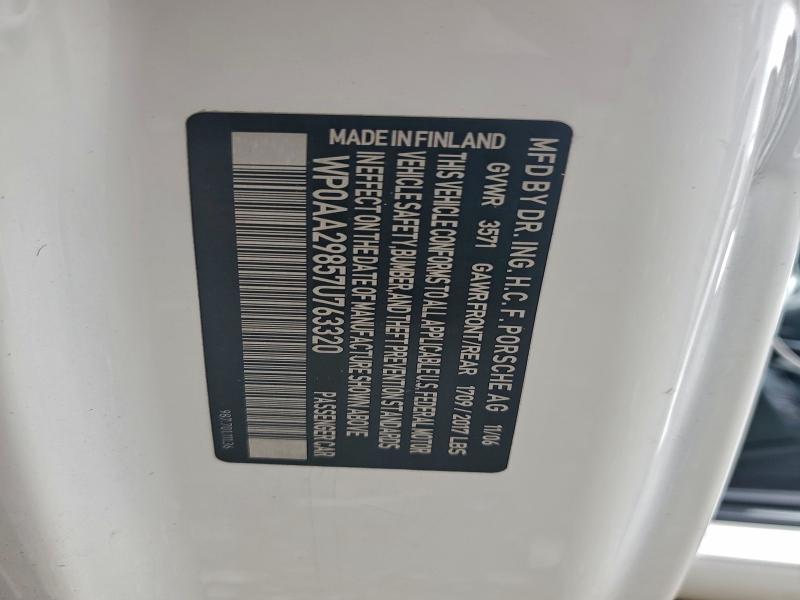 MFD BY DR. ING. H.C. F. PORSCHE AG 11/06
GVWR 3571 GAWR FRONT/REAR 1709/2017 LBS
THIS VEHICLE CONFORMS TO ALL APPLICABLE U.S. FEDERAL MOTOR
VEHICLE SAFETY, BUMBER, AND THEFT PREVENTION STANDARDS
IN EFFECT ON THE DATE OF MANUFACTURE SHOWN ABOVE
MADE IN FINLAND
WP0AA29857U763320 PASSENGER CAR